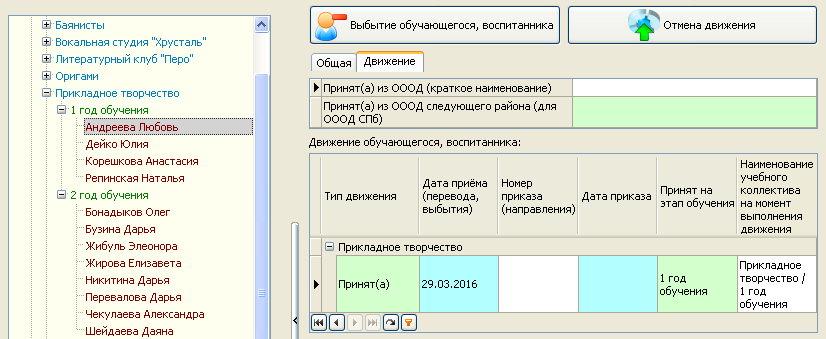 Баянисты
Вокальная студия "Хрусталь"
Литературный клуб "Перо"
Оригами
Прикладное творчество
1 год обучения
Андреева Любовь
Дейко Юлия
Корешкова Анастасия
Репинская Наталья
2 год обучения
Бонадыков Олег
Бузина Дарья
Жибуль Элеонора
Жирова Елизавета
Никитина Дарья
Перевалова Дарья
Чекулаева Александра
Шейдаева Даяна
Выбытие обучающегося, воспитанника
Отмена движения
Общая
Движение
Принят(а) из ОООД (краткое наименование)
Принят(а) из ОООД следующего района (для
ОООД СПб)
Движение обучающегося, воспитанника:
Тип движения
Дата приёма
(перевода,
выбытия)
Номер
приказа
(направления)
Дата приказа
Принят на
этап обучения
Наименование
учебного
коллектива
на момент
выполнения
движения
Прикладное творчество
Принят(а)
29.03.2016
1 год
обучения
Прикладное
творчество /
1 год
обучения